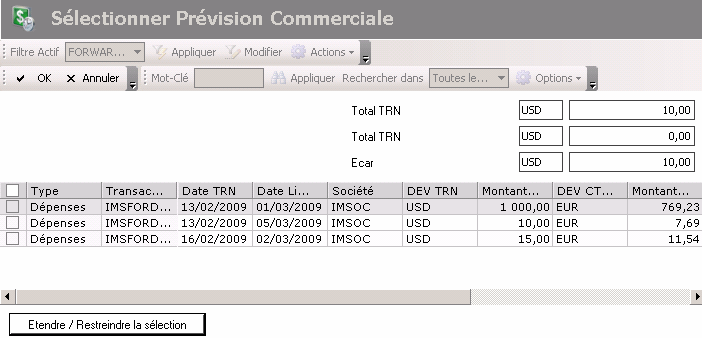 Sélectionner Prévision Commerciale
Filtre Actif FORWAR... Appliquer Modifier Actions
OK Annuler Mot-Clé Appliquer Rechercher dans Toutes le... Options
Total TRN USD 10,00
Total TRN USD 0,00
Ecar USD 10,00
Type Transac... Date TRN Date Li... Société DEV TRN Montant... DEV CT... Montant...
Dépenses IMSFORD... 13/02/2009 01/03/2009 IMSOC USD 1 000,00 EUR 769,23
Dépenses IMSFORD... 13/02/2009 05/03/2009 IMSOC USD 10,00 EUR 7,69
Dépenses IMSFORD... 16/02/2009 02/03/2009 IMSOC USD 15,00 EUR 11,54
Etendre / Restreindre la sélection